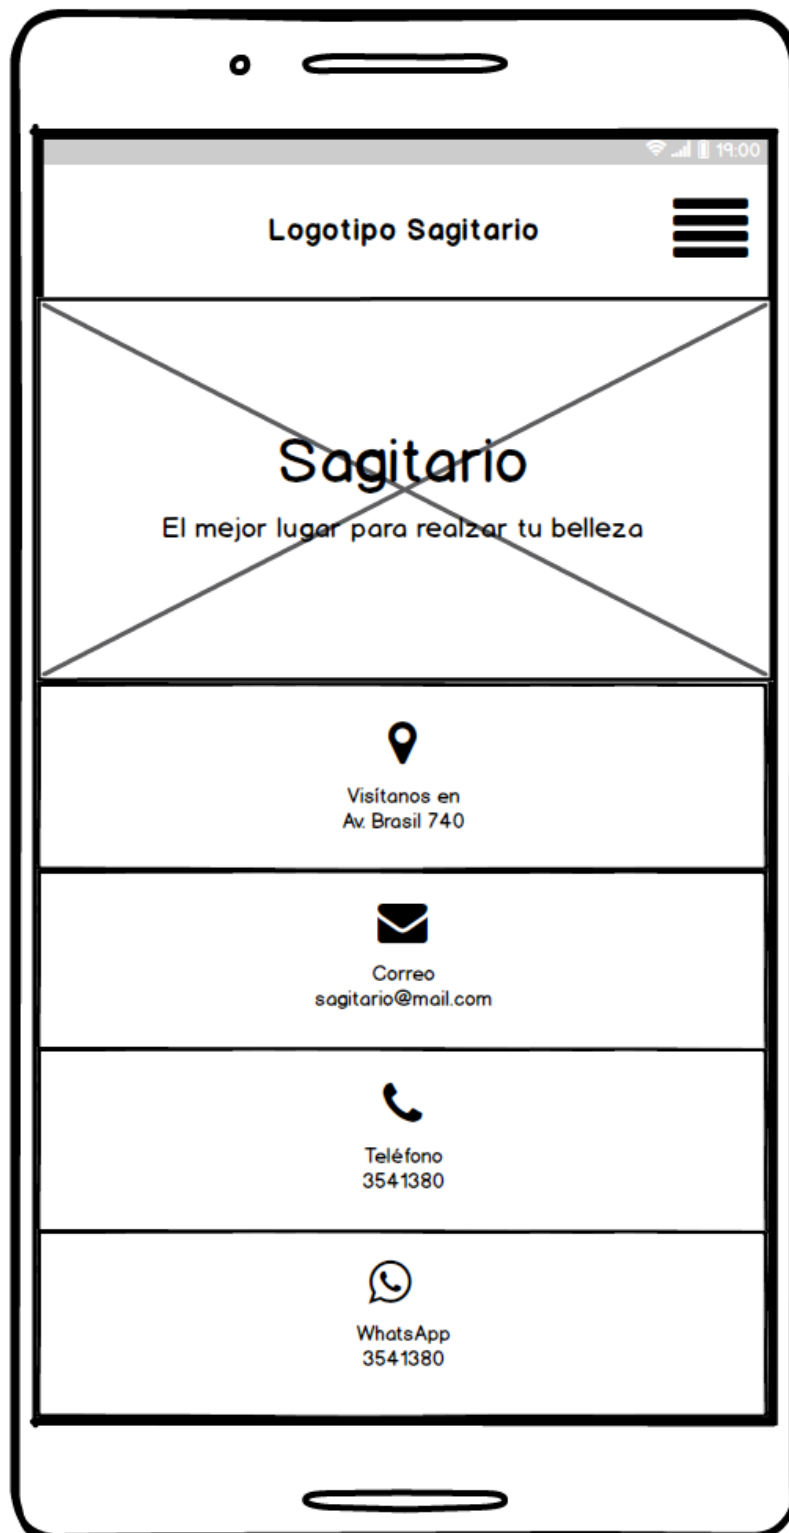 19:00
Logotipo Sagitario
Sagitario
El mejor lugar para realzar tu belleza
Visítanos en
Av. Brasil 740
Correo
sagitario@mail.com
Teléfono
3541380
WhatsApp
3541380